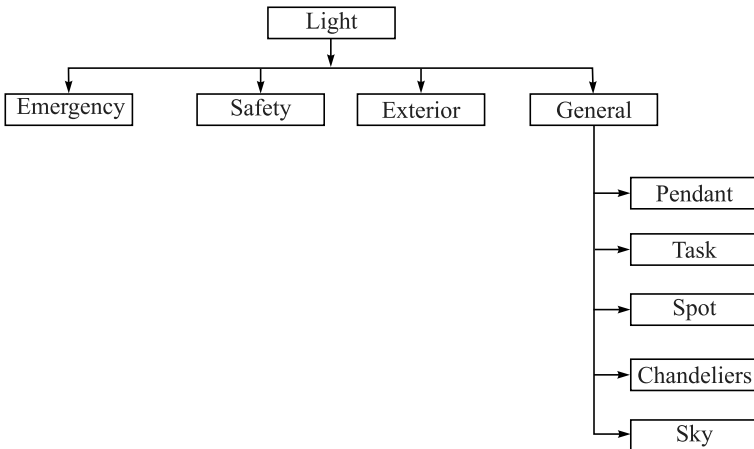 Light
Emergency
Safety
Exterior
General
Pendant
Task
Spot
Chandeliers
Sky